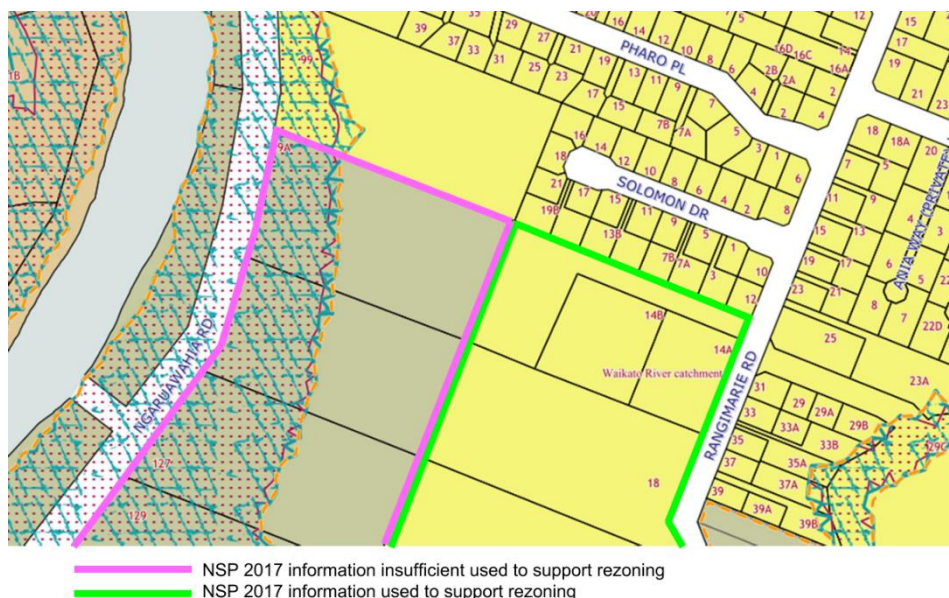 39
35
29
20
16
14
12
10
8
6
PHARO PL
37
33
31
25
27
23
21
19
17
15
13
11
9
7B
7A
7
5
3
1
6
2B
2A
2
4
16D
16C
16A
14
12
15
17
19
21
23
1B
99
9A
16
14
12
10
8
6
4
2
8
18
SOLOMON DR
21
19B
17
15
13B
11
9
7B
7A
5
3
1
10
12
18
18A
20
7
5
11
9
15
13
19
17
23
21
4
3
6
5
8
7
22D
ANIA WAY (PRIVATE)
25
23A
14B
14A
Waikato River catchment
RANGIMARIE RD
31
29
29A
29B
33
33A
33B
35
35A
37
37A
39
39A
39B
29C
18
NGARUAWAHIA RD
127
129
NSP 2017 information insufficient used to support rezoning
NSP 2017 information used to support rezoning